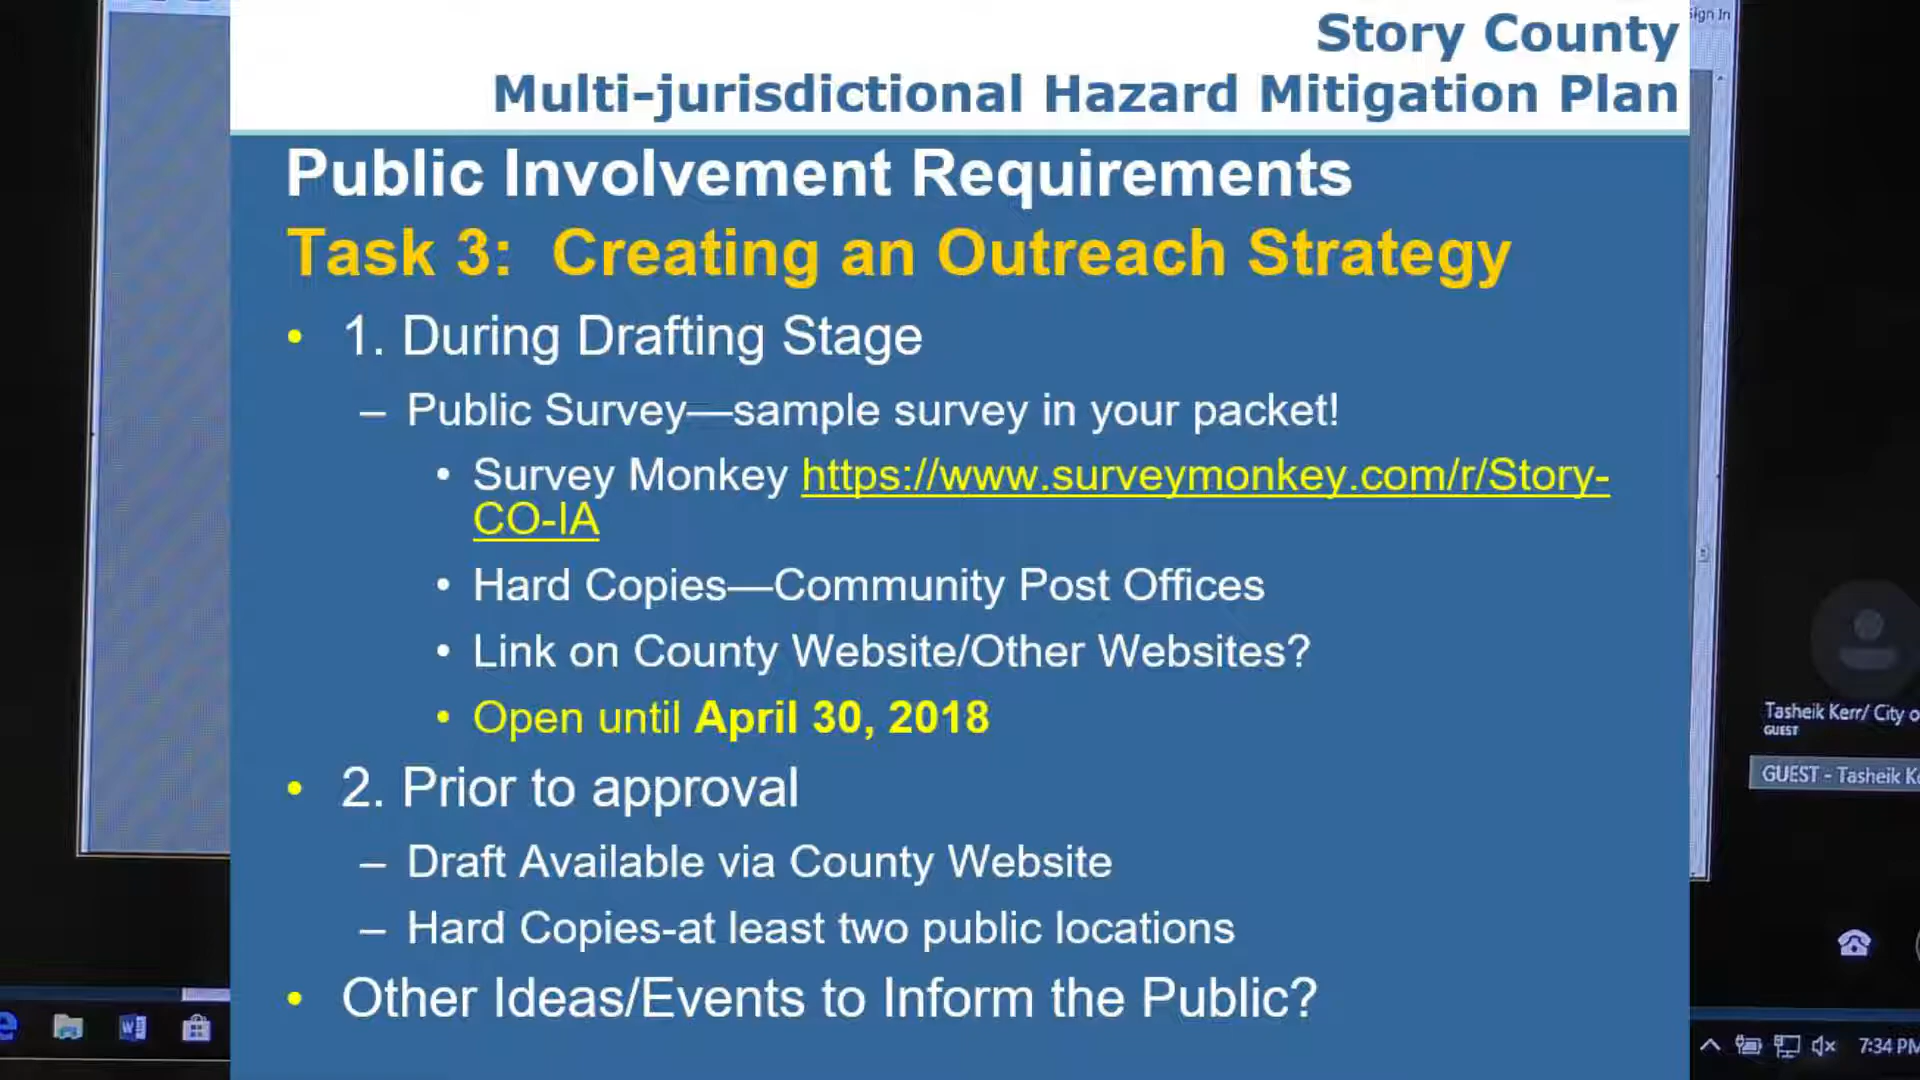 Story County
Multi-jurisdictional Hazard Mitigation Plan
Sign In
Public Involvement Requirements
Task 3: Creating an Outreach Strategy
• 1. During Drafting Stage
– Public Survey—sample survey in your packet!
• Survey Monkey https://www.surveymonkey.com/r/Story-
CO-IA
• Hard Copies—Community Post Offices
• Link on County Website/Other Websites?
• Open until April 30, 2018
• 2. Prior to approval
– Draft Available via County Website
– Hard Copies-at least two public locations
• Other Ideas/Events to Inform the Public?
Tasheik Kerr/ City o
GUEST
GUEST - Tasheik Ke
7:34 PM